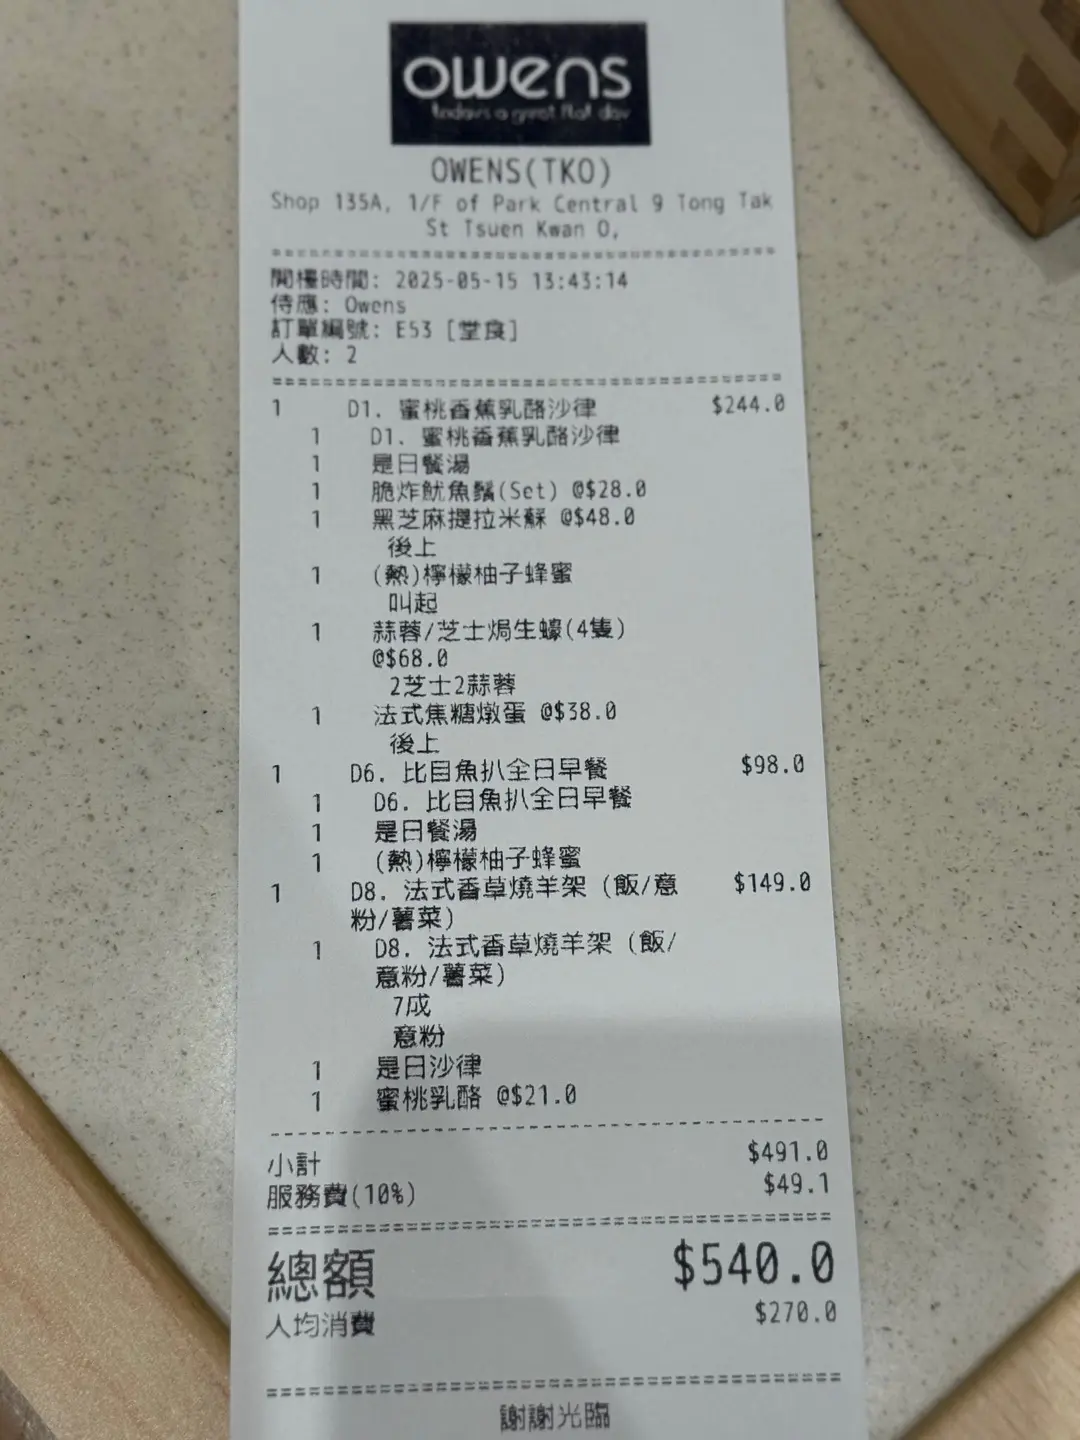 owens
today's a great flat day
OWENS(TKO)
Shop 135A, 1/F of Park Central 9 Tong Tak
St Tsuen Kwan O,
開檯時間: 2025-05-15 13:43:14
侍應: Owens
訂單編號: E53 [堂食]
人數: 2
1 D1. 蜜桃香蕉乳酪沙律 $244.0
1 D1. 蜜桃香蕉乳酪沙律
1 是日餐湯
1 脆炸魷魚鬚(Set) @$28.0
1 黑芝麻提拉米蘇 @$48.0
後上
1 (熱)檸檬柚子蜂蜜
叫起
1 蒜蓉/芝士焗生蠔(4隻)
@$68.0
2芝士2蒜蓉
1 法式焦糖燉蛋 @$38.0
後上
1 D6. 比目魚扒全日早餐 $98.0
1 D6. 比目魚扒全日早餐
1 是日餐湯
1 (熱)檸檬柚子蜂蜜
1 D8. 法式香草燒羊架 (飯/意 $149.0
粉/薯菜)
1 D8. 法式香草燒羊架 (飯/
意粉/薯菜)
7成
意粉
1 是日沙律
1 蜜桃乳酪 @$21.0
小計 $491.0
服務費(10%) $49.1
總額 $540.0
人均消費 $270.0
謝謝光臨